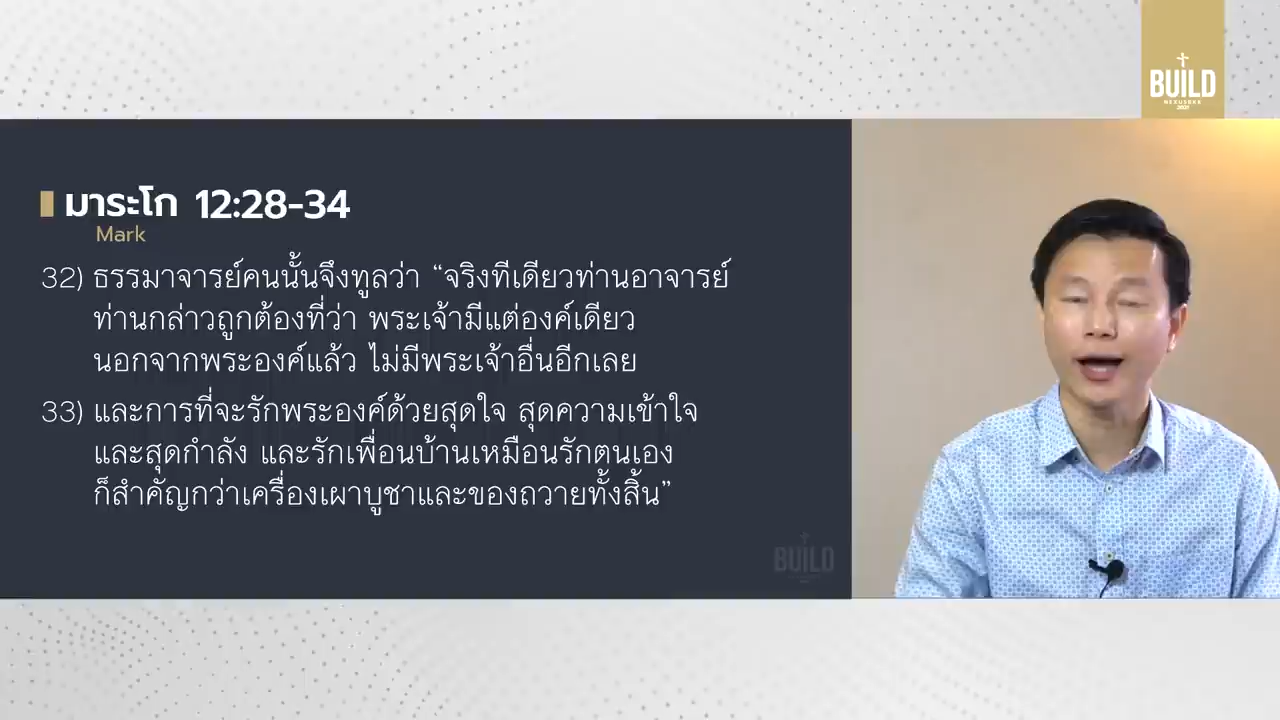 BUILD
NEXUSBKK
2021
มาระโก 12:28-34
Mark
32) ธรรมาจารย์คนนั้นจึงทูลว่า “จริงทีเดียวท่านอาจารย์
ท่านกล่าวถูกต้องที่ว่า พระเจ้ามีแต่องค์เดียว
นอกจากพระองค์แล้ว ไม่มีพระเจ้าอื่นอีกเลย
33) และการที่จะรักพระองค์ด้วยสุดใจ สุดความเข้าใจ
และสุดกำลัง และรักเพื่อนบ้านเหมือนรักตนเอง
ก็สำคัญกว่าเครื่องเผาบูชาและของถวายทั้งสิ้น”
BUILD